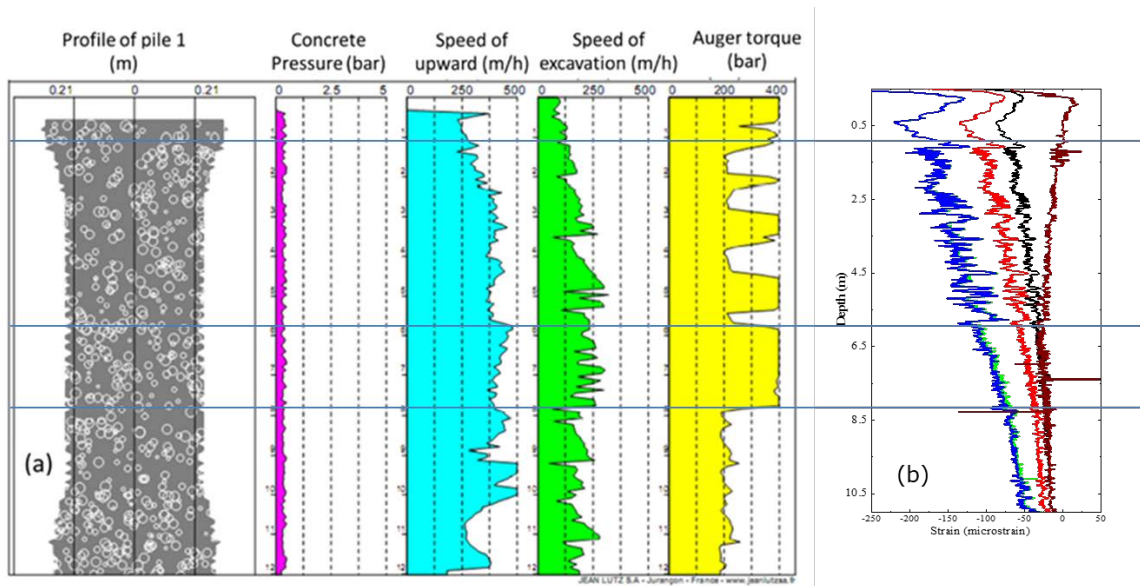 Profile of pile 1
(m)
Concrete
Pressure (bar)
Speed of
upward (m/h)
Speed of
excavation (m/h)
Auger torque
(bar)
0.21 0 0.21
0 2.5 5
0 250 500
0 250 500
0 200 400
(a)
JEAN LUTZ S.A - Jurançon - France - www.jeanlutzsa.fr
0.5
2.5
4.5
6.5
8.5
10.5
Depth (m)
(b)
-250 -200 -150 -100 -50 0 50
Strain (microstrain)